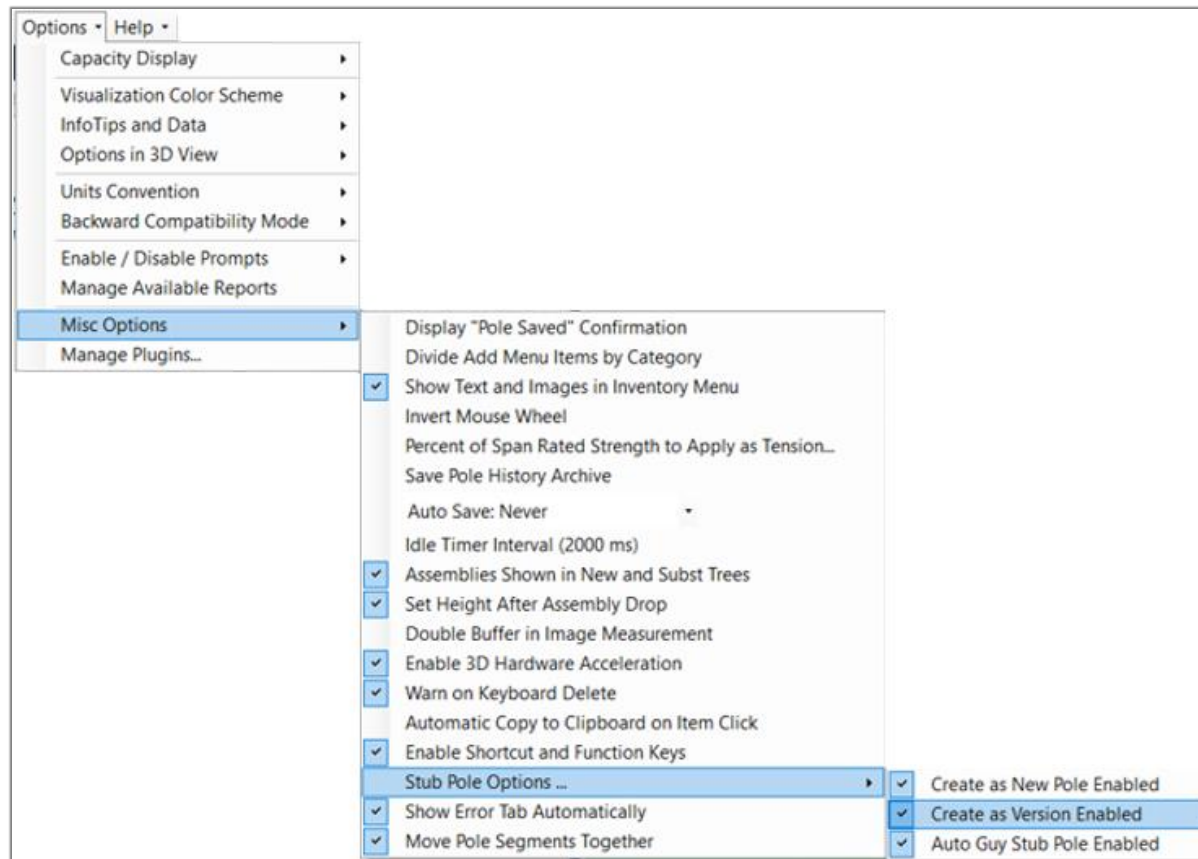 Options Help
Capacity Display
Visualization Color Scheme
InfoTips and Data
Options in 3D View
Units Convention
Backward Compatibility Mode
Enable / Disable Prompts
Manage Available Reports
Misc Options
Manage Plugins...
Display "Pole Saved" Confirmation
Divide Add Menu Items by Category
Show Text and Images in Inventory Menu
Invert Mouse Wheel
Percent of Span Rated Strength to Apply as Tension...
Save Pole History Archive
Auto Save: Never
Idle Timer Interval (2000 ms)
Assemblies Shown in New and Subst Trees
Set Height After Assembly Drop
Double Buffer in Image Measurement
Enable 3D Hardware Acceleration
Warn on Keyboard Delete
Automatic Copy to Clipboard on Item Click
Enable Shortcut and Function Keys
Stub Pole Options ...
Show Error Tab Automatically
Move Pole Segments Together
Create as New Pole Enabled
Create as Version Enabled
Auto Guy Stub Pole Enabled